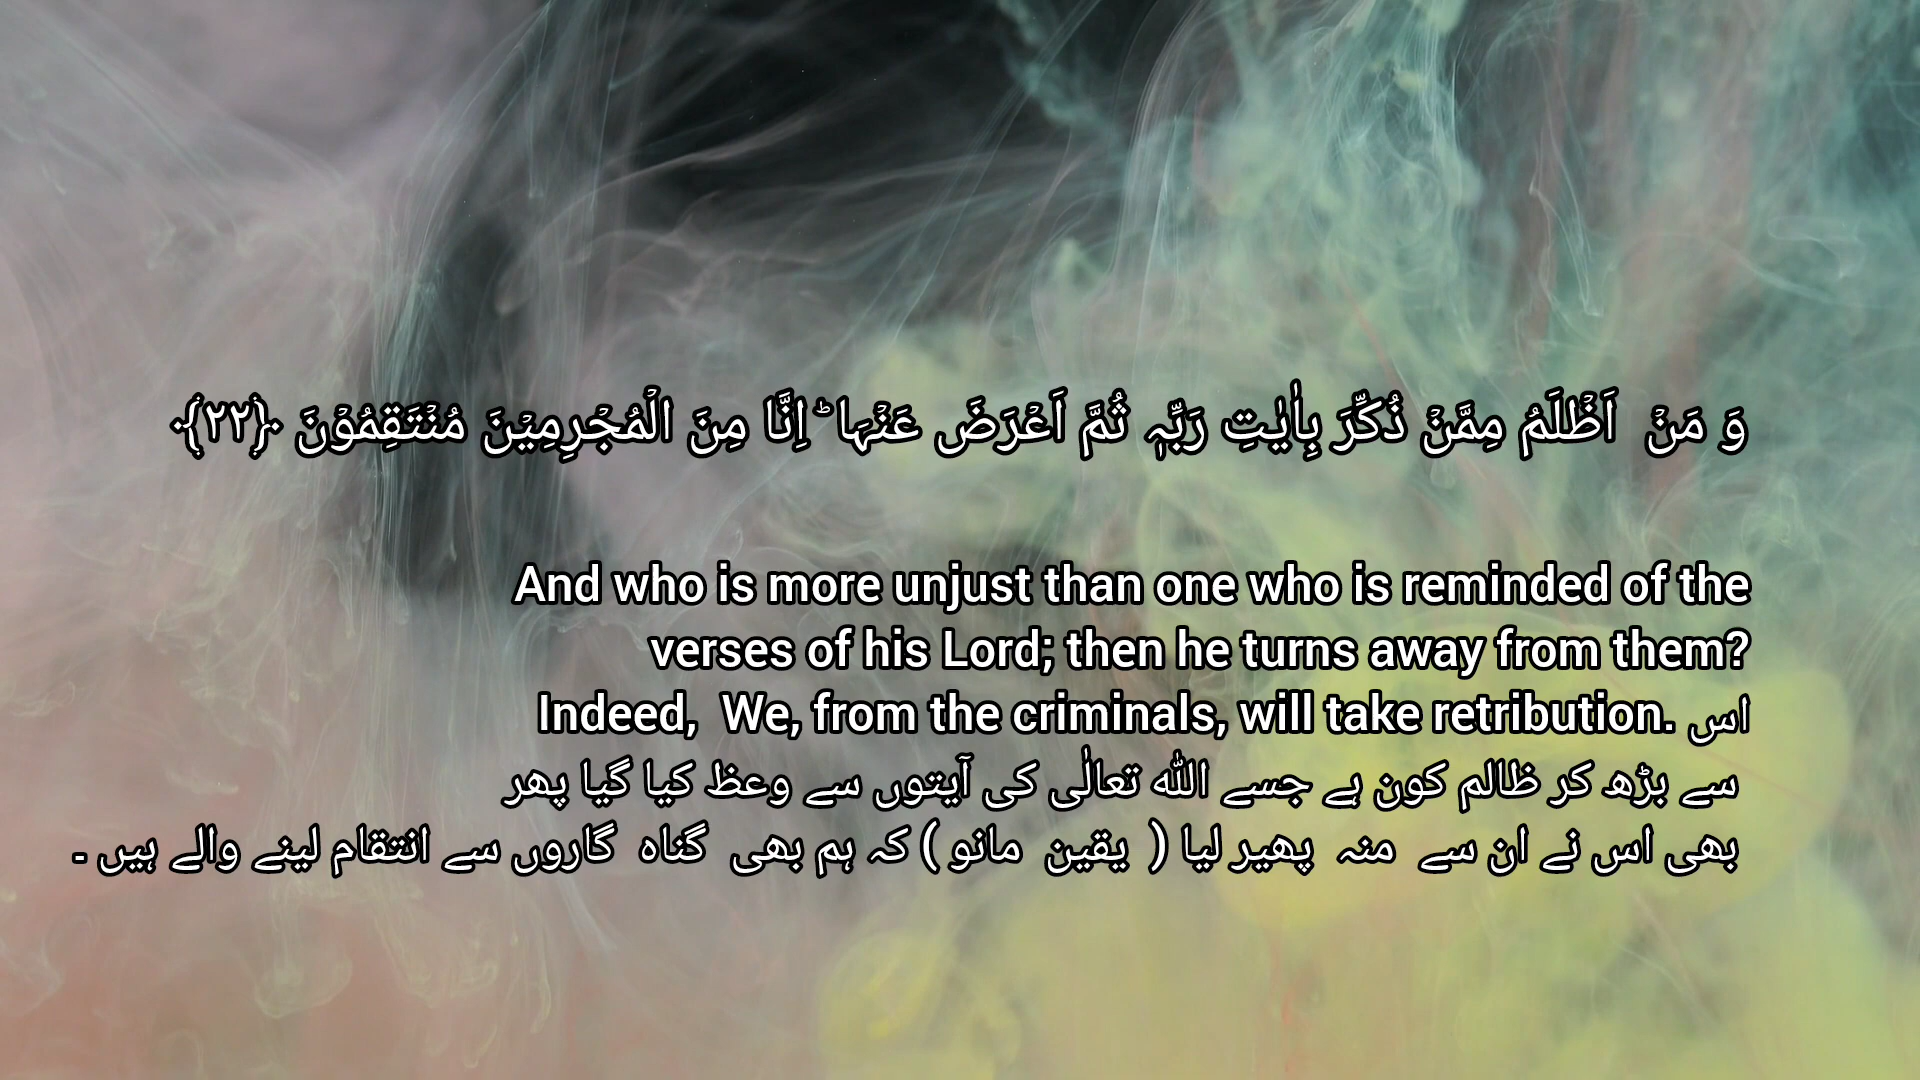 وَ مَنۡ اَظۡلَمُ مِمَّنۡ ذُکِّرَ بِاٰیٰتِ رَبِّہٖ ثُمَّ اَعۡرَضَ عَنۡہَا ؕ اِنَّا مِنَ الۡمُجۡرِمِیۡنَ مُنۡتَقِمُوۡنَ ﴿٪۲۲﴾
And who is more unjust than one who is reminded of the
verses of his Lord; then he turns away from them?
Indeed, We, from the criminals, will take retribution. اس
سے بڑھ کر ظالم کون ہے جسے اللہ تعالٰی کی آیتوں سے وعظ کیا گیا پھر
بھی اس نے ان سے منہ پھیر لیا ( یقین مانو ) کہ ہم بھی گناہ گاروں سے انتقام لینے والے ہیں ۔